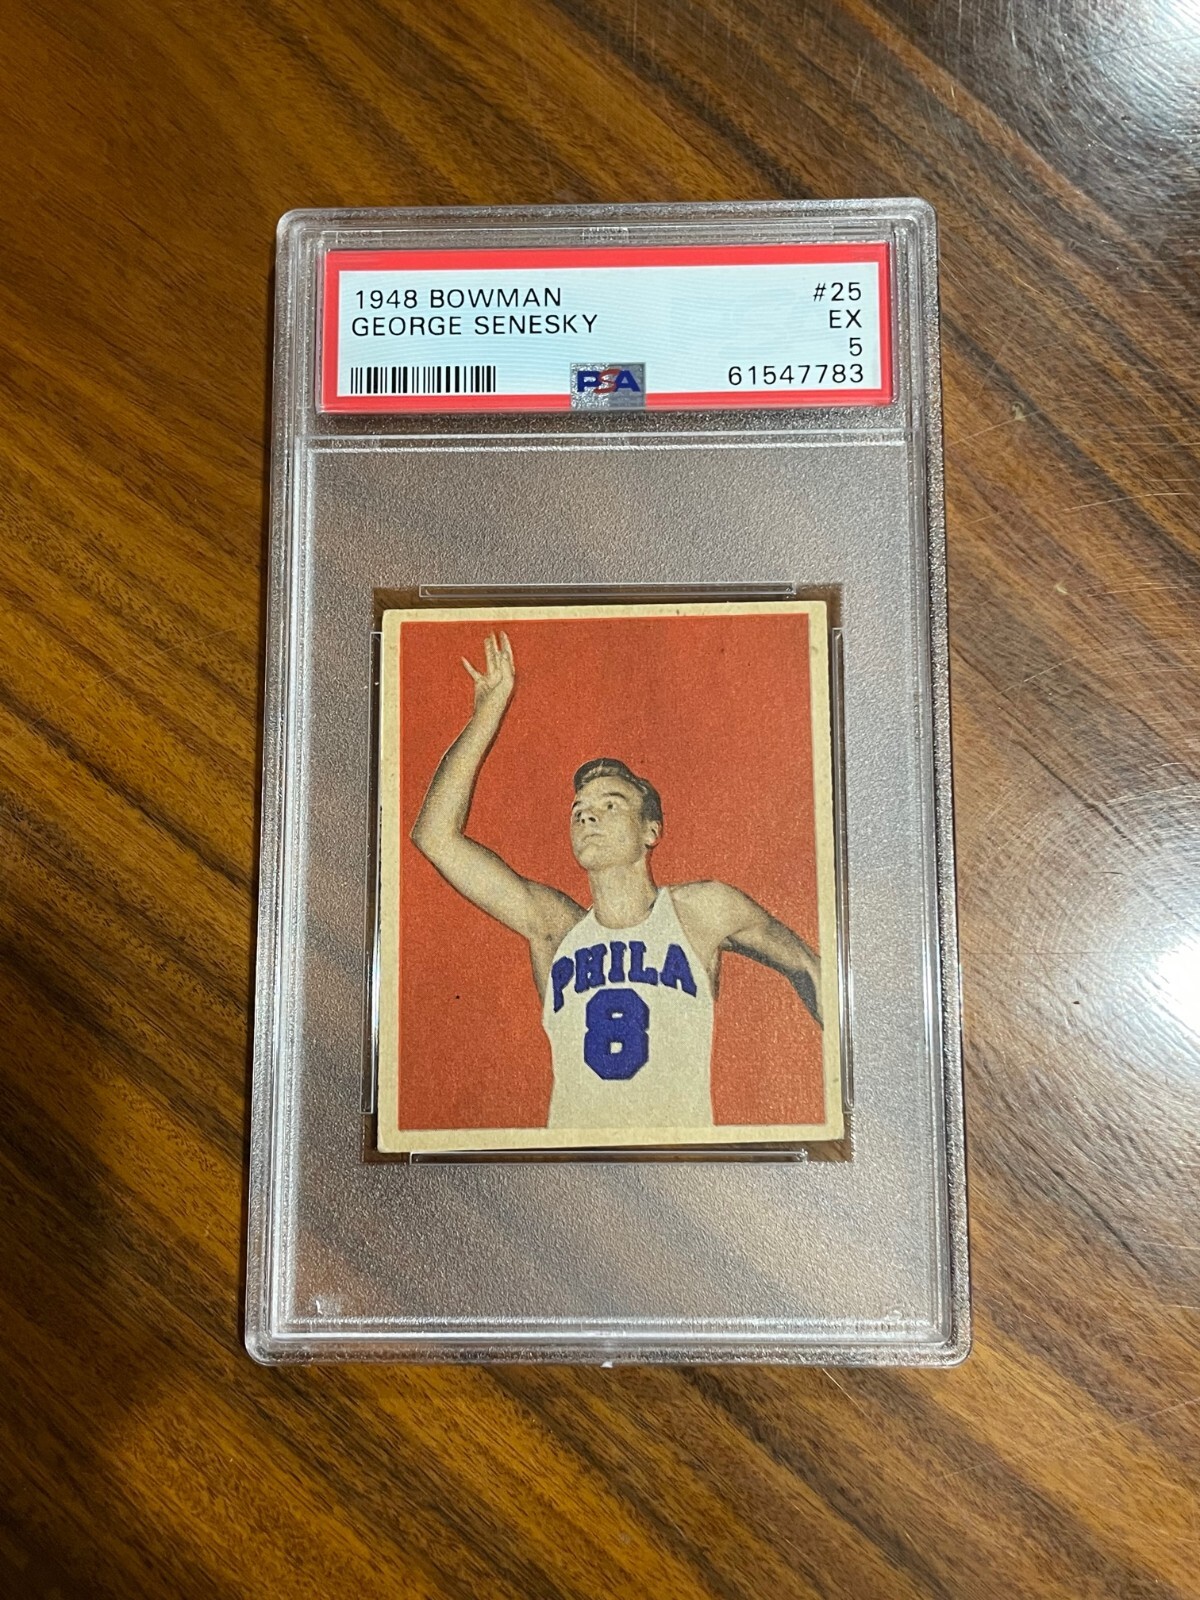 1948 BOWMAN #25
GEORGE SENESKY EX
5
PSA 61547783
PHILA
8